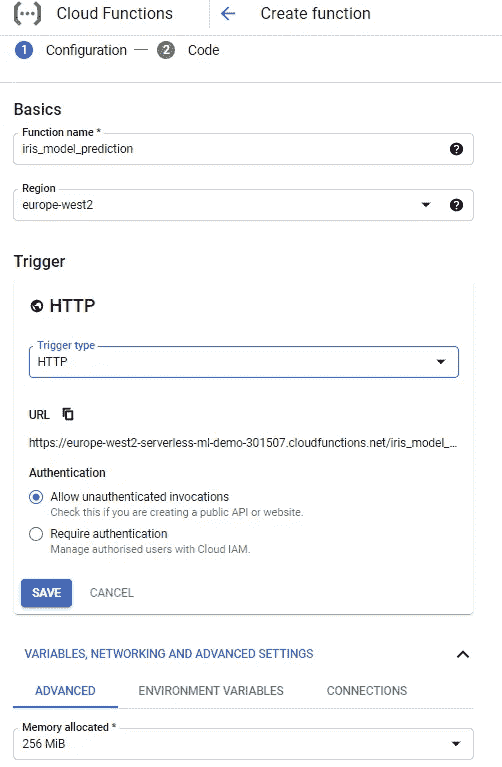 Cloud Functions
Create function
1 Configuration — 2 Code
Basics
Function name *
iris_model_prediction
Region
europe-west2
Trigger
HTTP
Trigger type
HTTP
URL
https://europe-west2-serverless-ml-demo-301507.cloudfunctions.net/iris_model_...
Authentication
Allow unauthenticated invocations
Check this if you are creating a public API or website.
Require authentication
Manage authorised users with Cloud IAM.
SAVE CANCEL
VARIABLES, NETWORKING AND ADVANCED SETTINGS
ADVANCED ENVIRONMENT VARIABLES CONNECTIONS
Memory allocated *
256 MiB